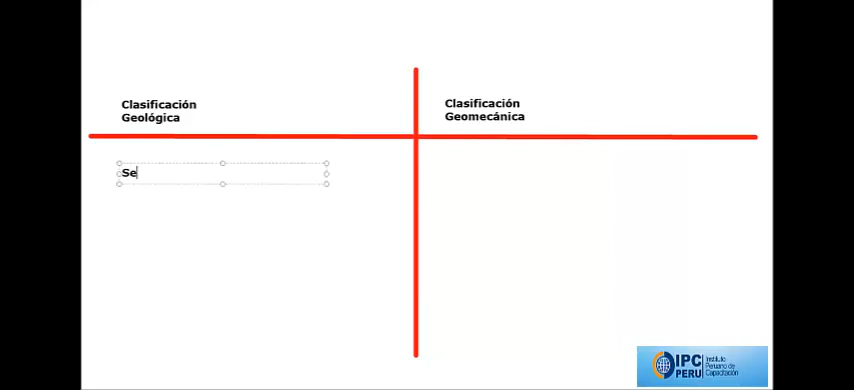 Clasificación
Geológica
Clasificación
Geomecánica
Se
IPC
PERU
Instituto
Peruano de
Capacitación